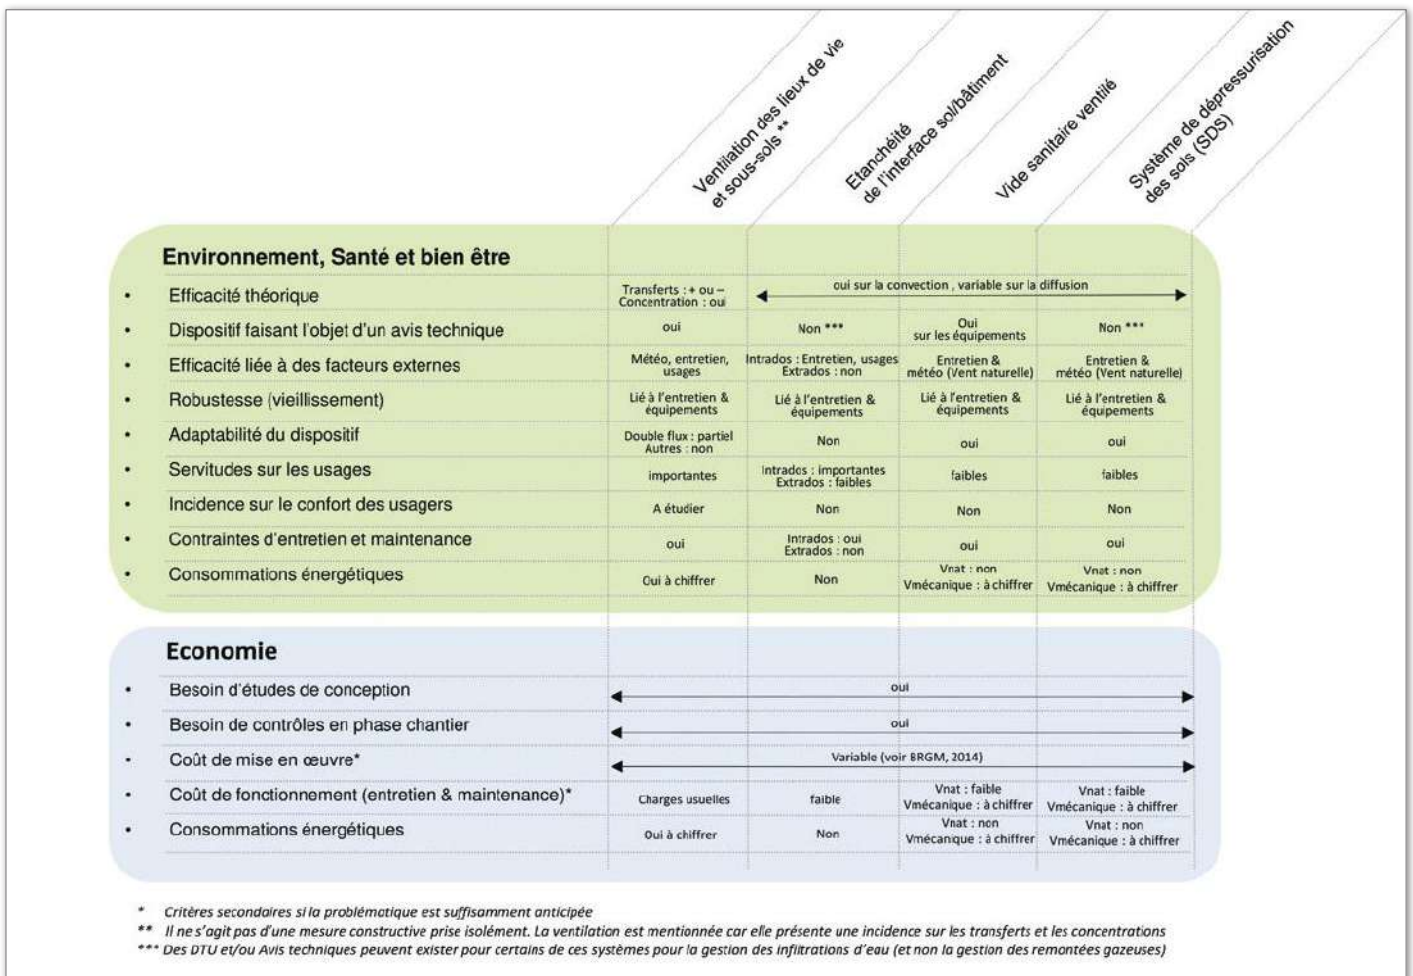 Ventilation des lieux de vie
et sous-sols **
Etanchéité
de l'interface sol/bâtiment
Vide sanitaire ventilé
Système de dépressurisation
des sols (SDS)
Environnement, Santé et bien être
• Efficacité théorique
Transferts : + ou –
Concentration : oui
oui sur la convection , variable sur la diffusion
• Dispositif faisant l'objet d'un avis technique
oui
Non ***
Oui
sur les équipements
Non ***
• Efficacité liée à des facteurs externes
Météo, entretien,
usages
Intrados : Entretien, usages
Extrados : non
Entretien &
météo (Vent naturelle)
Entretien &
météo (Vent naturelle)
• Robustesse (vieillissement)
Lié à l'entretien &
équipements
Lié à l'entretien &
équipements
Lié à l'entretien &
équipements
Lié à l'entretien &
équipements
• Adaptabilité du dispositif
Double flux : partiel
Autres : non
Non
oui
oui
• Servitudes sur les usages
importantes
Intrados : importantes
Extrados : faibles
faibles
faibles
• Incidence sur le confort des usagers
A étudier
Non
Non
Non
• Contraintes d'entretien et maintenance
oui
Intrados : oui
Extrados : non
oui
oui
• Consommations énergétiques
Oui à chiffrer
Non
Vnat : non
Vmécanique : à chiffrer
Vnat : non
Vmécanique : à chiffrer
Economie
• Besoin d'études de conception
oui
• Besoin de contrôles en phase chantier
oui
• Coût de mise en œuvre*
Variable (voir BRGM, 2014)
• Coût de fonctionnement (entretien & maintenance)*
Charges usuelles
faible
Vnat : faible
Vmécanique : à chiffrer
Vnat : faible
Vmécanique : à chiffrer
• Consommations énergétiques
Oui à chiffrer
Non
Vnat : non
Vmécanique : à chiffrer
Vnat : non
Vmécanique : à chiffrer
* Critères secondaires si la problématique est suffisamment anticipée
** Il ne s'agit pas d'une mesure constructive prise isolément. La ventilation est mentionnée car elle présente une incidence sur les transferts et les concentrations
*** Des DTU et/ou Avis techniques peuvent exister pour certains de ces systèmes pour la gestion des infiltrations d'eau (et non la gestion des remontées gazeuses)